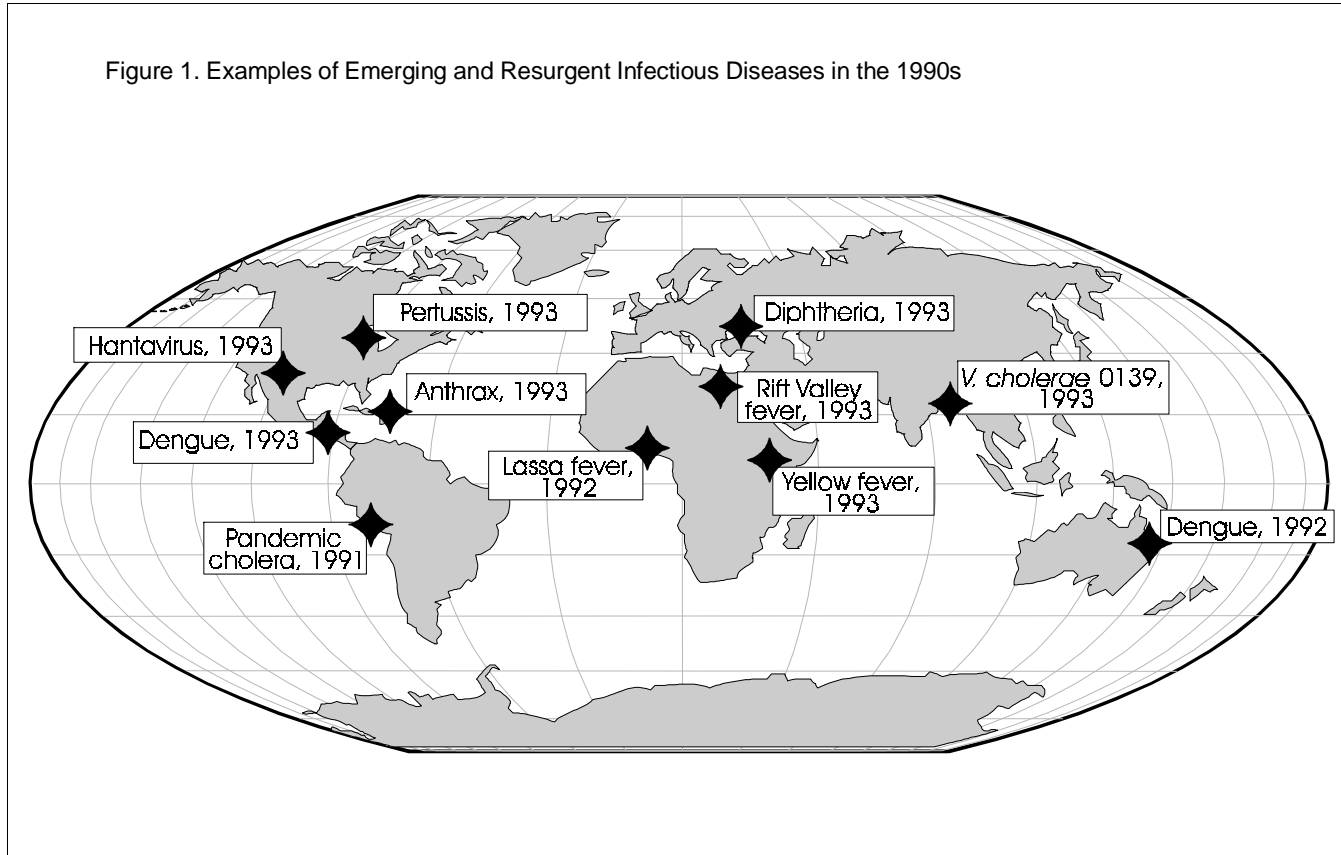 Figure 1. Examples of Emerging and Resurgent Infectious Diseases in the 1990s
Pertussis, 1993
Diphtheria, 1993
Hantavirus, 1993
Anthrax, 1993
Rift Valley
fever, 1993
V. cholerae 0139,
1993
Dengue, 1993
Lassa fever,
1992
Yellow fever,
1993
Pandemic
cholera, 1991
Dengue, 1992